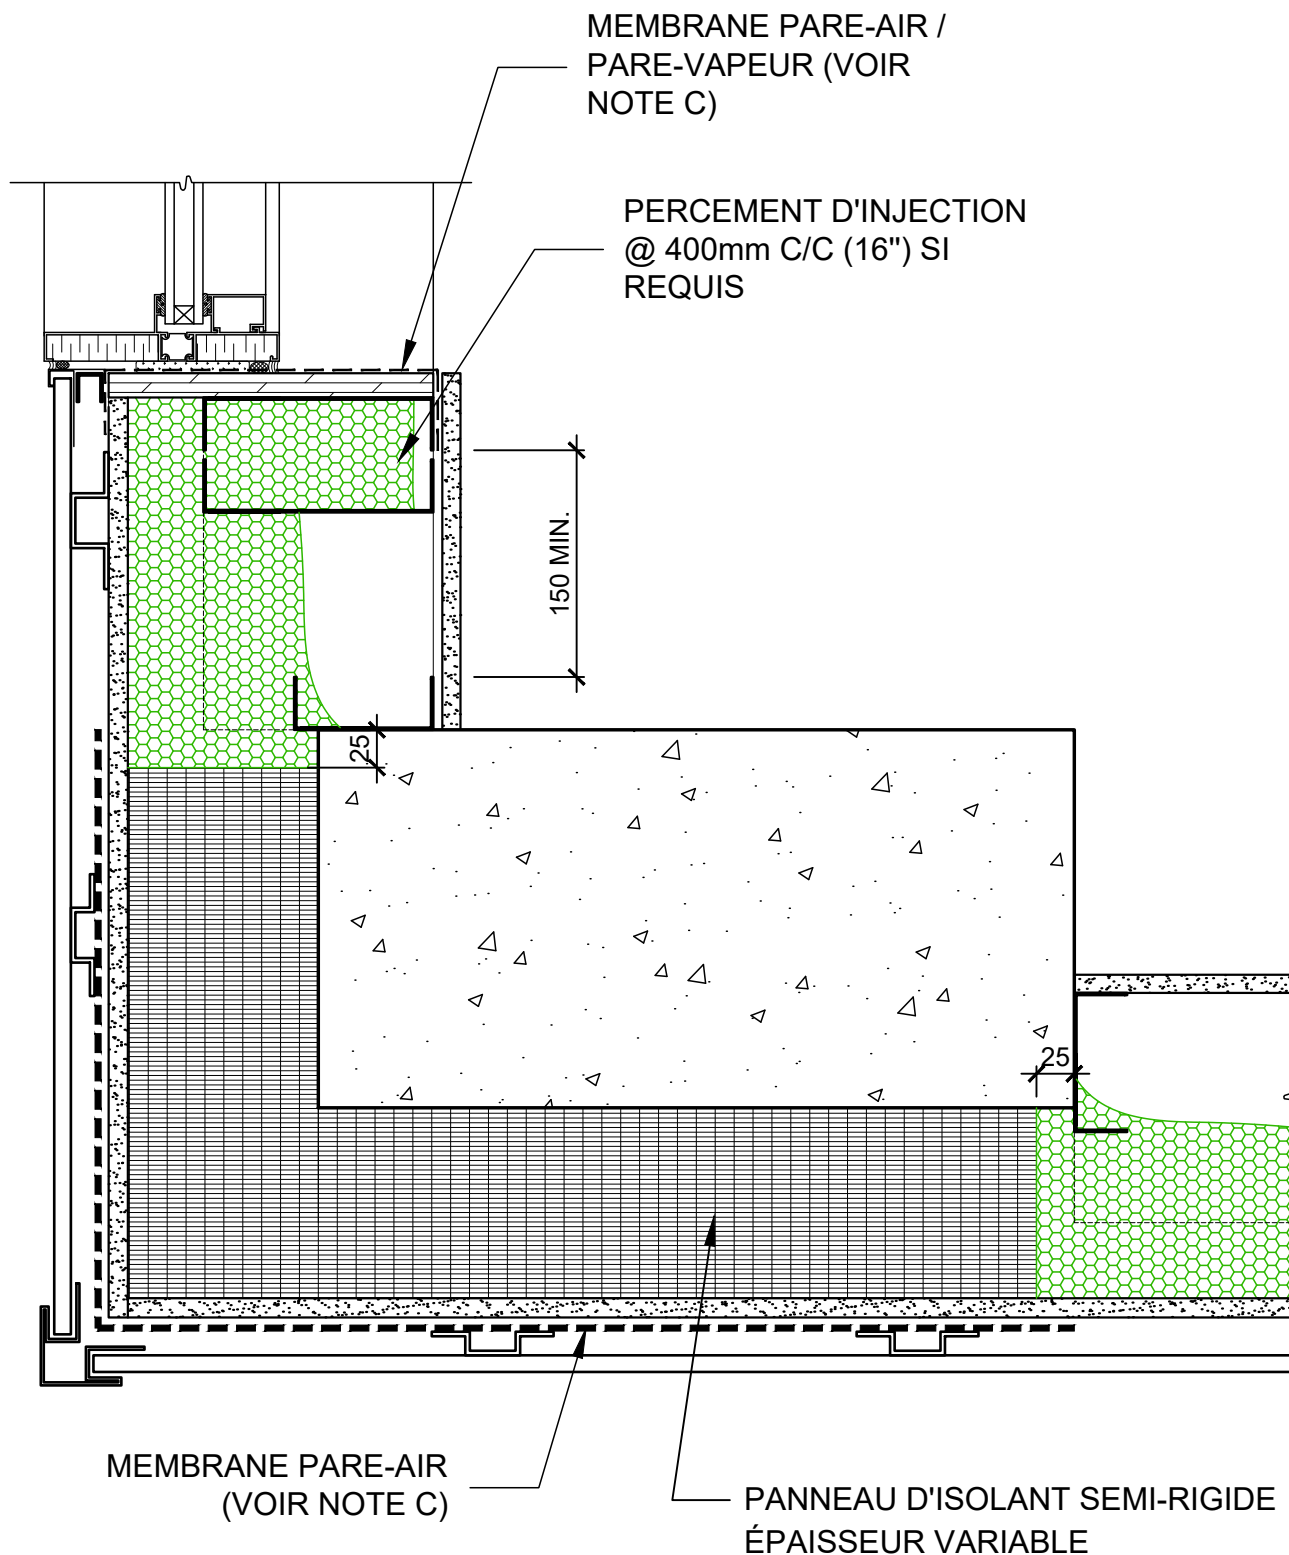 MEMBRANE PARE-AIR /
PARE-VAPEUR (VOIR
NOTE C)
PERCEMENT D'INJECTION
@ 400mm C/C (16") SI
REQUIS
150 MIN.
25
25
MEMBRANE PARE-AIR
(VOIR NOTE C)
PANNEAU D'ISOLANT SEMI-RIGIDE
ÉPAISSEUR VARIABLE